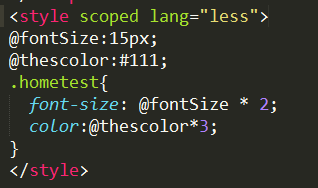 <style scoped lang="less">
@fontSize:15px;
@thescolor:#111;
.hometest{
  font-size: @fontSize * 2;
  color:@thescolor*3;
}
</style>